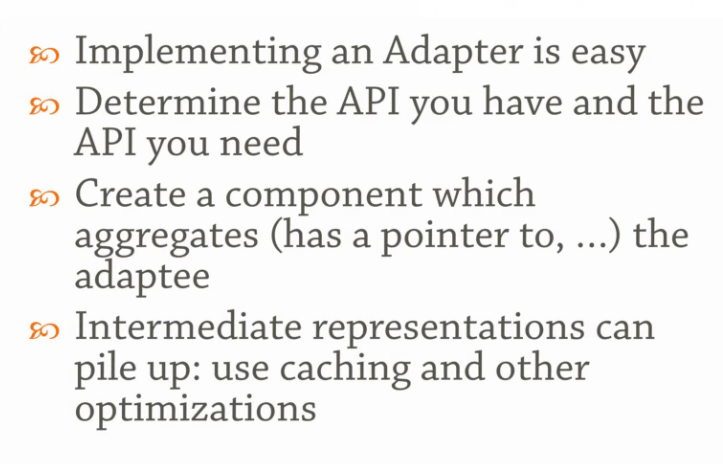 Implementing an Adapter is easy
Determine the API you have and the
API you need
Create a component which
aggregates (has a pointer to, ...) the
adaptee
Intermediate representations can
pile up: use caching and other
optimizations